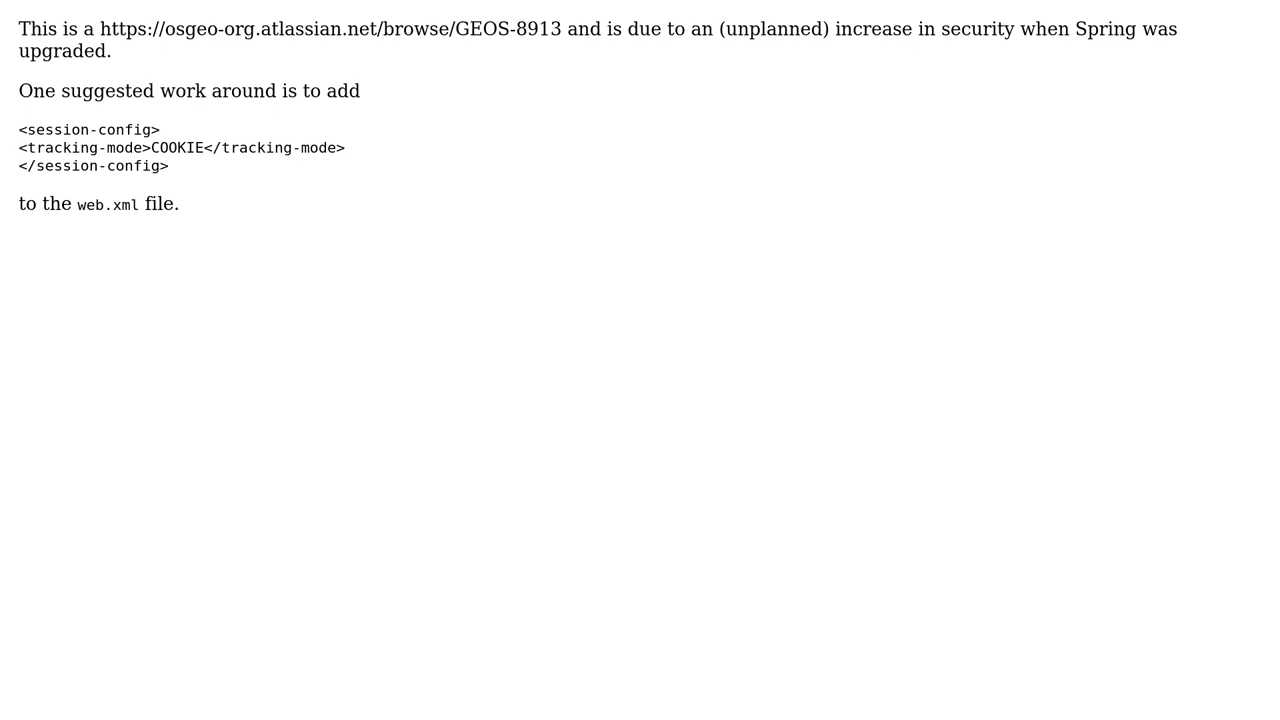 This is a https://osgeo-org.atlassian.net/browse/GEOS-8913 and is due to an (unplanned) increase in security when Spring was
upgraded.
One suggested work around is to add
<session-config>
<tracking-mode>COOKIE</tracking-mode>
</session-config>
to the web.xml file.